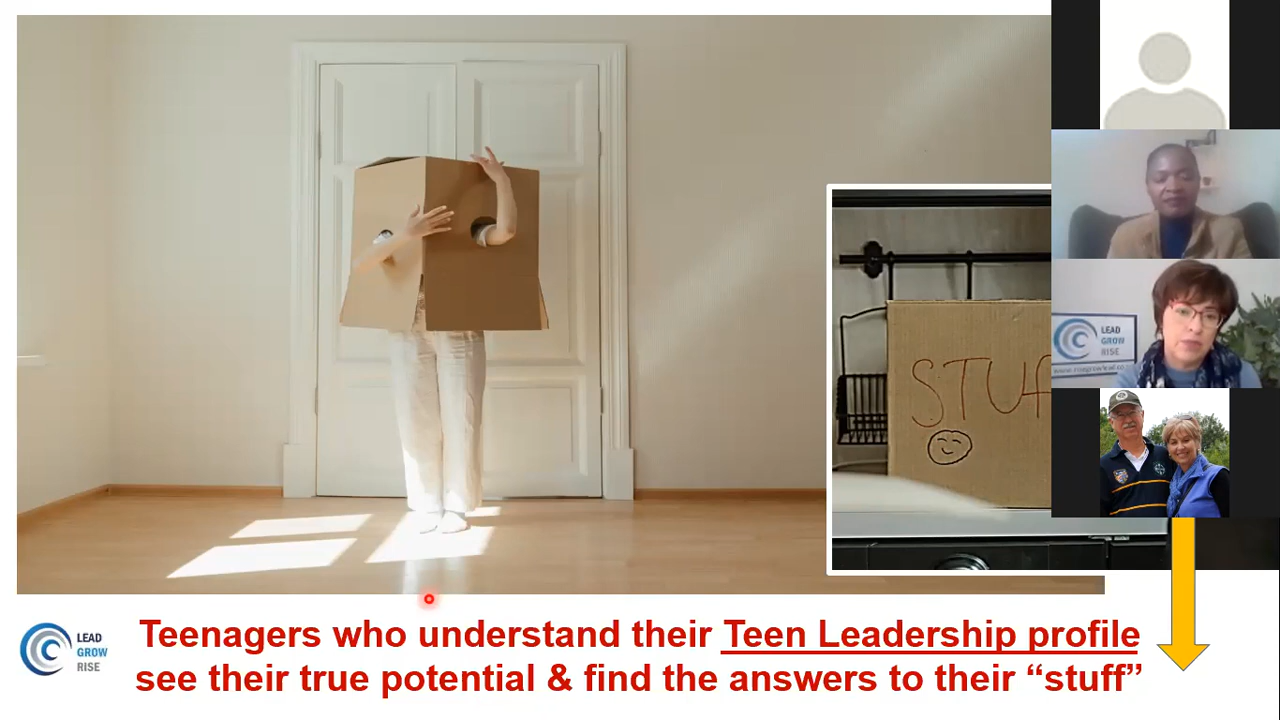 STUF
LEAD
GROW
RISE
LEAD
GROW
RISE
Teenagers who understand their Teen Leadership profile
see their true potential & find the answers to their “stuff”